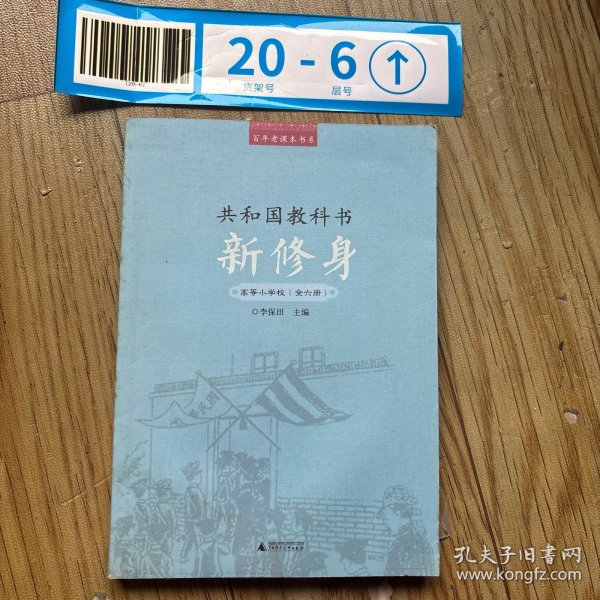 20-6
[20-6]
货架号
层号
百年老课本书系
共和国教科书
新修身
高等小学校（全六册）
◎李保田 主编
孔夫子旧书网
www.kongfz.com